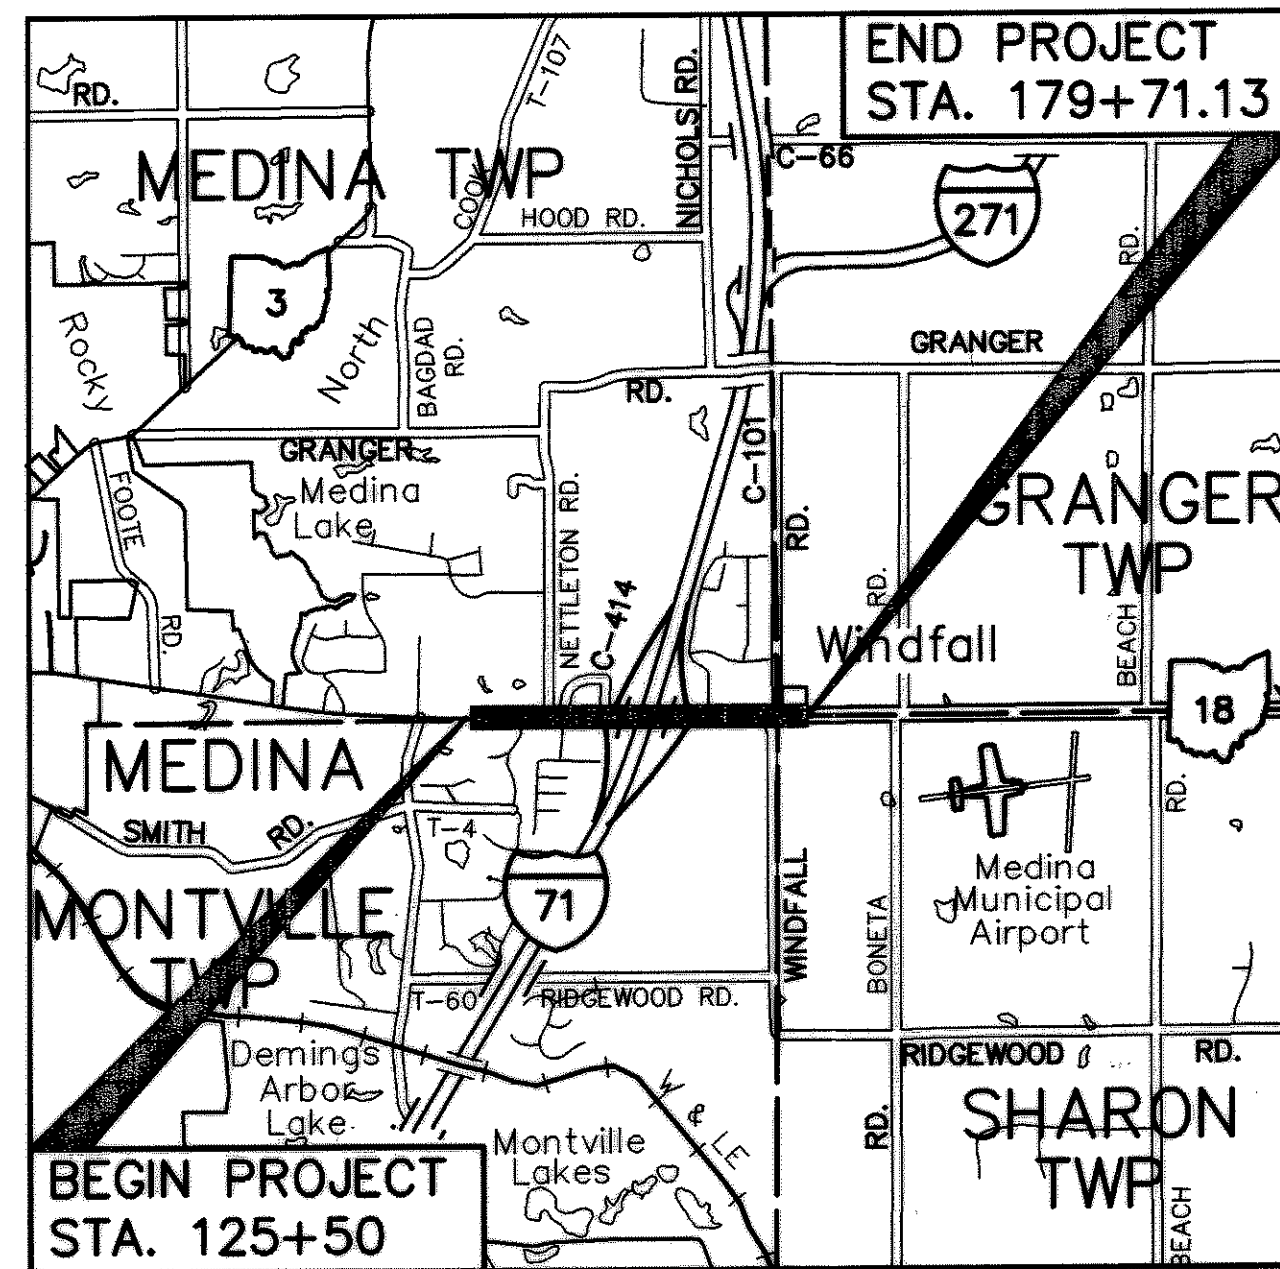 END PROJECT
STA. 179+71.13
RD.
T-107
NICHOLS RD.
MEDINA TWP
COOK
HOOD RD.
C-66
271
RD.
3
Rocky
North
BAGDAD
RD.
GRANGER
RD.
GRANGER
Medina
Lake
FOOTE
RD.
NETTLETON RD.
C-414
C-101
RD.
GRANGER
TWP
RD.
BEACH
Windfall
18
MEDINA
SMITH RD.
T-4
71
MONTVILLE
TWP
WINDFALL
BONETA
RD.
Medina
Municipal
Airport
RD.
T-60
RIDGEWOOD RD.
RIDGEWOOD RD.
Demings
Arbor
Lake
W & LE
SHARON
TWP
BEACH
Montville
Lakes
BEGIN PROJECT
STA. 125+50